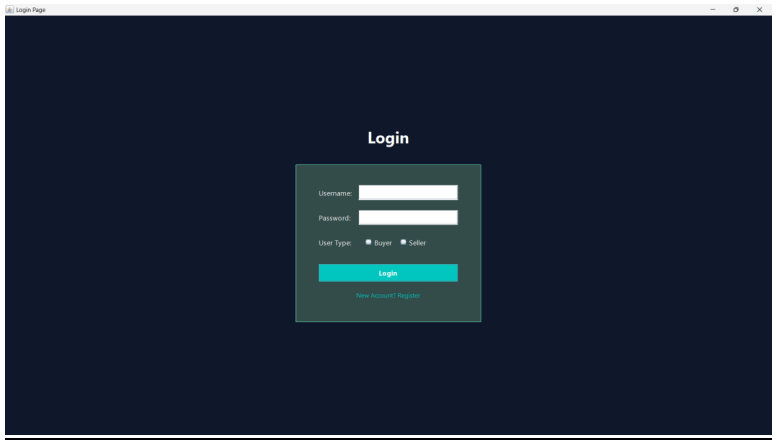 Login Page
Login
Username:
Password:
User Type: Buyer Seller
Login
New Account? Register